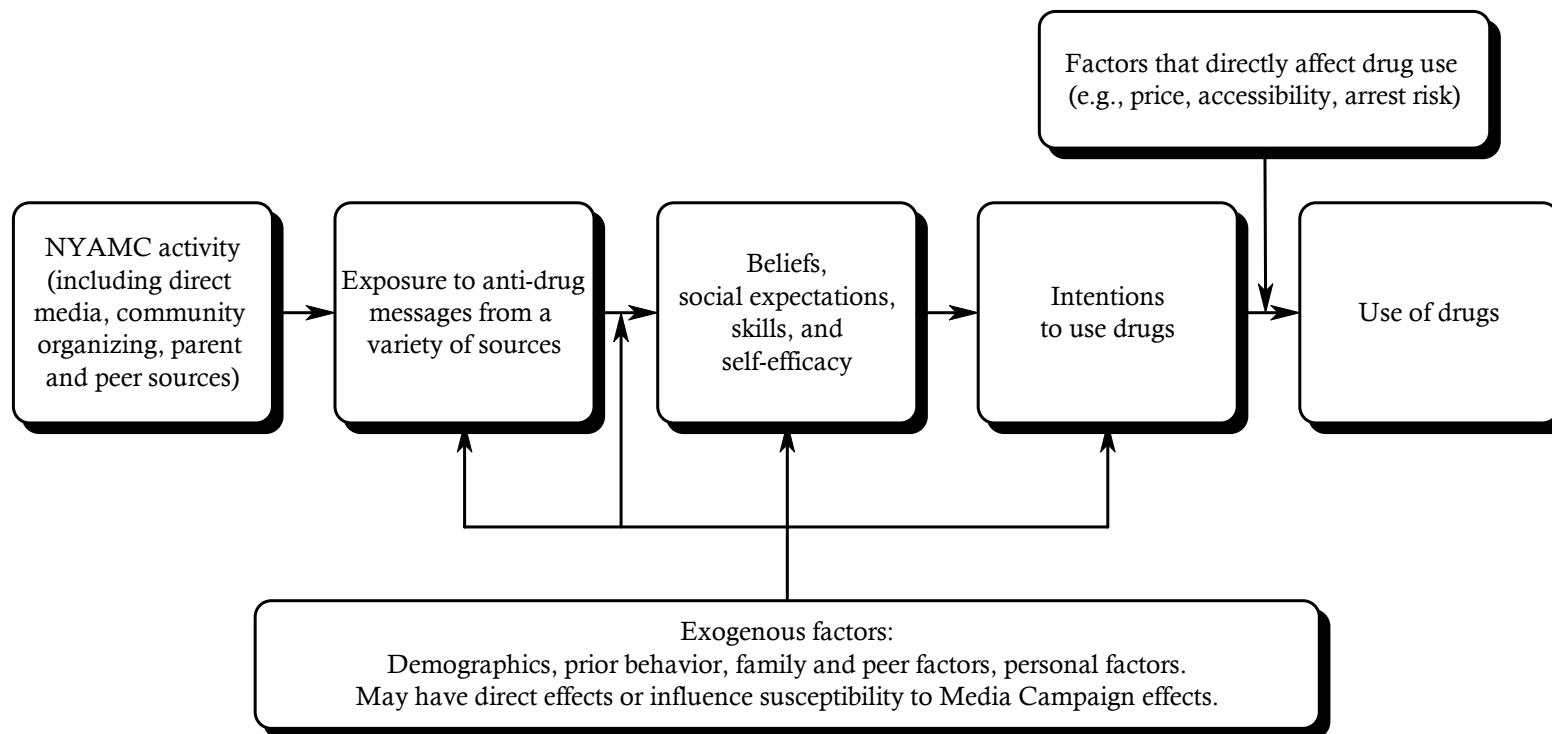 Factors that directly affect drug use
(e.g., price, accessibility, arrest risk)
NYAMC activity
(including direct
media, community
organizing, parent
and peer sources)
Exposure to anti-drug
messages from a
variety of sources
Beliefs,
social expectations,
skills, and
self-efficacy
Intentions
to use drugs
Use of drugs
Exogenous factors:
Demographics, prior behavior, family and peer factors, personal factors.
May have direct effects or influence susceptibility to Media Campaign effects.